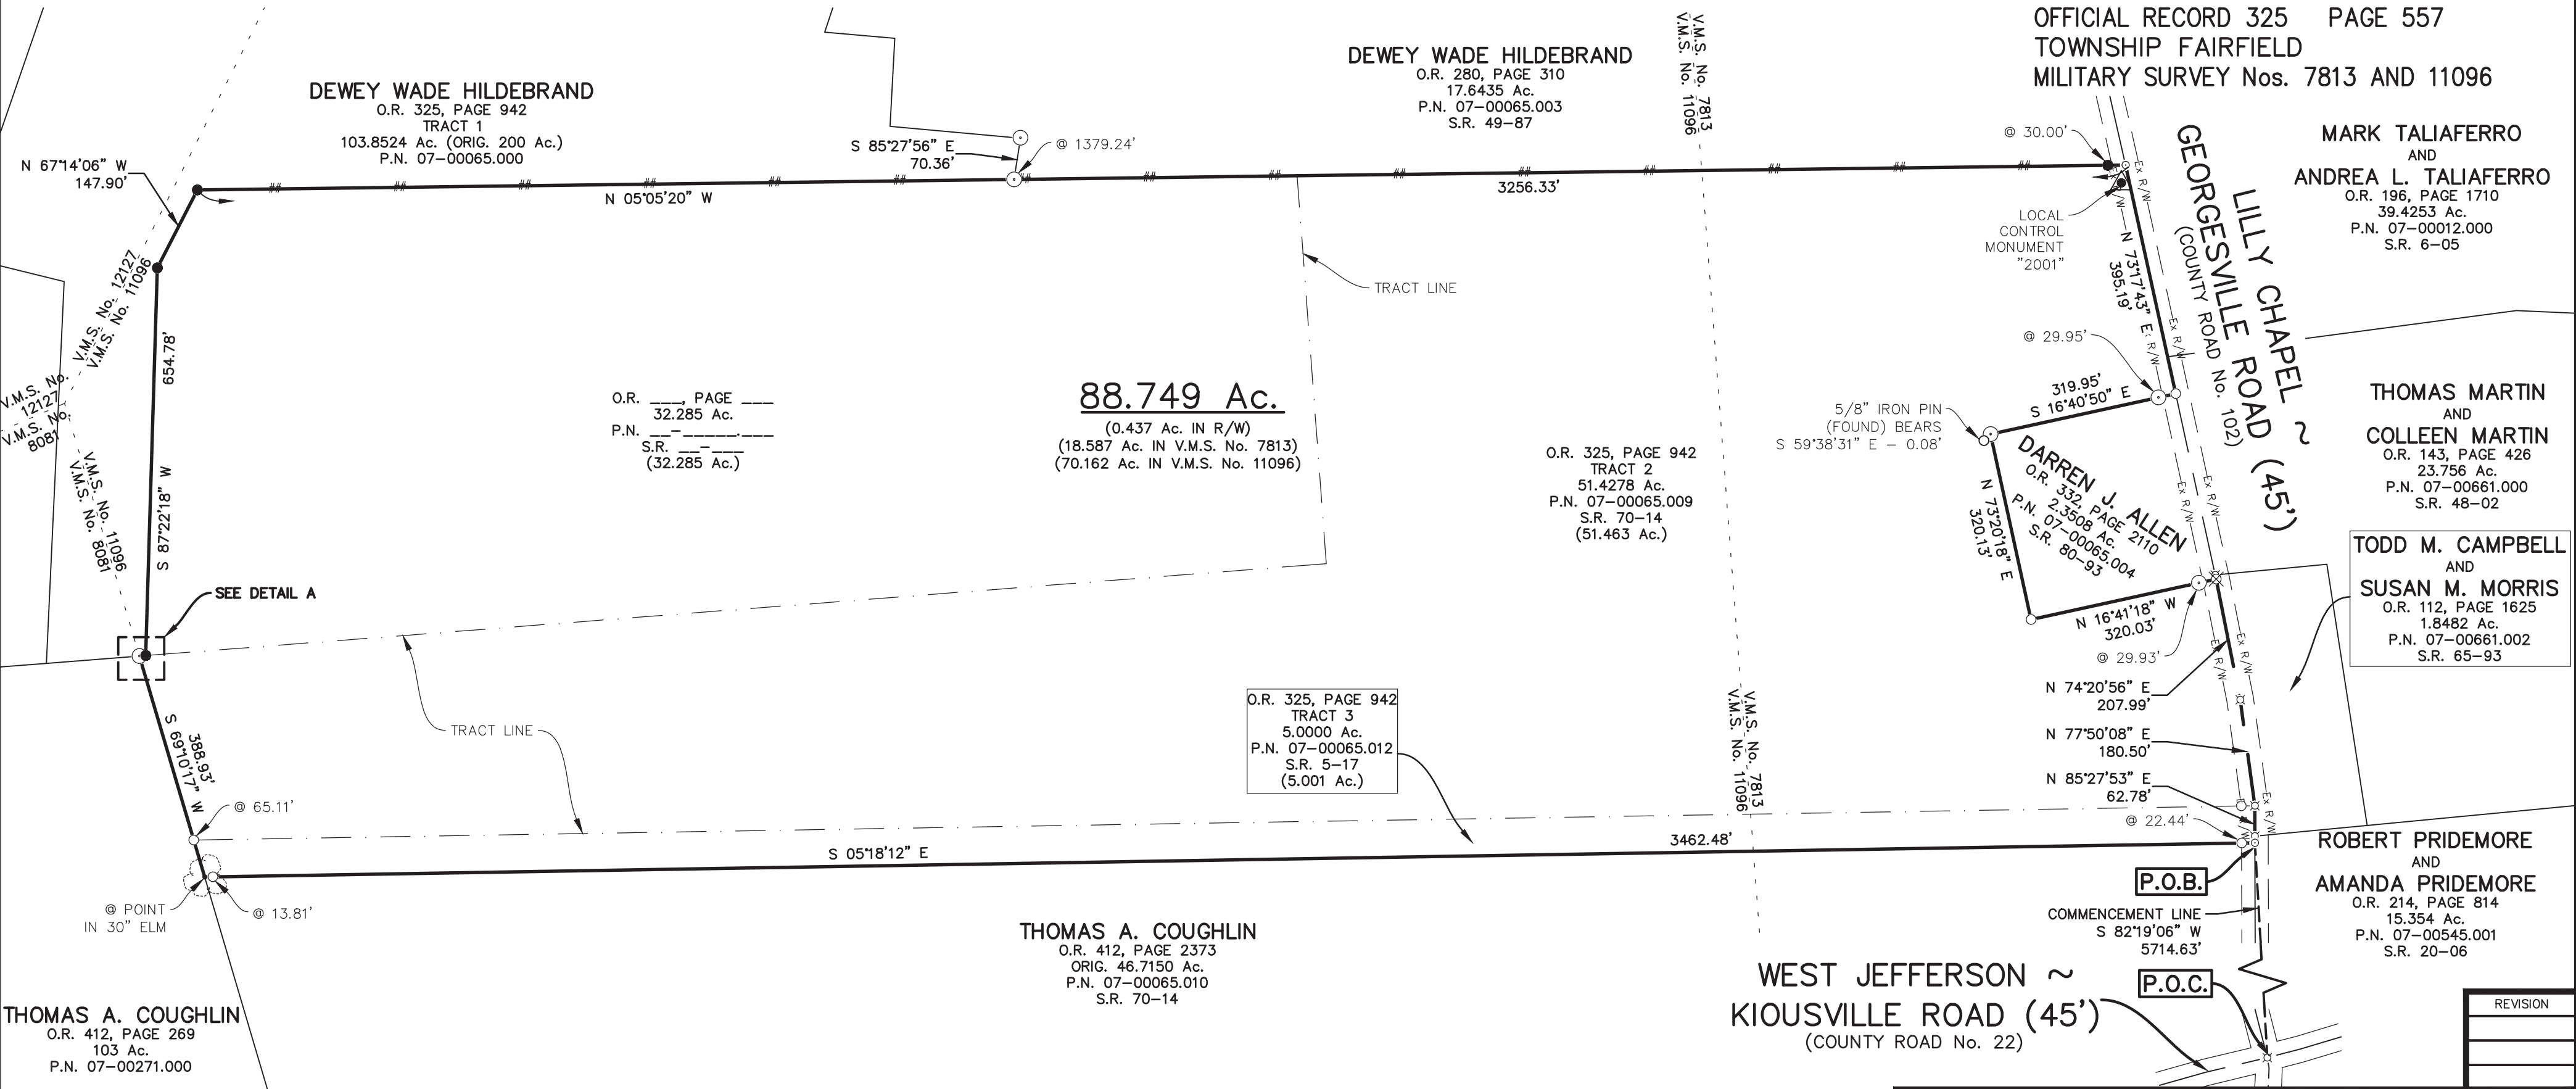 OFFICIAL RECORD 325 PAGE 557
TOWNSHIP FAIRFIELD
MILITARY SURVEY Nos. 7813 AND 11096
DEWEY WADE HILDEBRAND
O.R. 325, PAGE 942
TRACT 1
103.8524 Ac. (ORIG. 200 Ac.)
P.N. 07-00065.000
DEWEY WADE HILDEBRAND
O.R. 280, PAGE 310
17.6435 Ac.
P.N. 07-00065.003
S.R. 49-87
V.M.S. No. 7813
V.M.S. No. 11096
MARK TALIAFERRO
AND
ANDREA L. TALIAFERRO
O.R. 196, PAGE 1710
39.4253 Ac.
P.N. 07-00012.000
S.R. 6-05
N 67°14'06" W
147.90'
S 85°27'56" E
70.36'
@ 1379.24'
@ 30.00'
N 05°05'20" W
3256.33'
LOCAL
CONTROL
MONUMENT
"2001"
N 73°17'43" E
395.19'
Ex R/W
Ex R/W
Ex R/W
Ex R/W
LILLY CHAPEL ~
GEORGESVILLE ROAD (45')
(COUNTY ROAD No. 102)
TRACT LINE
V.M.S. No. 12127
V.M.S. No. 11096
654.78'
S 87°22'18" W
V.M.S. No.
12127
V.M.S. No.
8081
V.M.S. No. 11096
V.M.S. No. 8081
O.R. ___, PAGE ___
32.285 Ac.
P.N. __-_____.___
S.R. __-___
(32.285 Ac.)
88.749 Ac.
(0.437 Ac. IN R/W)
(18.587 Ac. IN V.M.S. No. 7813)
(70.162 Ac. IN V.M.S. No. 11096)
O.R. 325, PAGE 942
TRACT 2
51.4278 Ac.
P.N. 07-00065.009
S.R. 70-14
(51.463 Ac.)
@ 29.95'
319.95'
S 16°40'50" E
5/8" IRON PIN
(FOUND) BEARS
S 59°38'31" E - 0.08'
DARREN J. ALLEN
O.R. 332, PAGE 2110
2.3508 Ac.
P.N. 07-00065.004
S.R. 80-93
N 73°20'18" E
320.13'
N 16°41'18" W
320.03'
@ 29.93'
Ex R/W
Ex R/W
Ex R/W
Ex R/W
THOMAS MARTIN
AND
COLLEEN MARTIN
O.R. 143, PAGE 426
23.756 Ac.
P.N. 07-00661.000
S.R. 48-02
TODD M. CAMPBELL
AND
SUSAN M. MORRIS
O.R. 112, PAGE 1625
1.8482 Ac.
P.N. 07-00661.002
S.R. 65-93
SEE DETAIL A
N 74°20'56" E
207.99'
N 77°50'08" E
180.50'
N 85°27'53" E
62.78'
Ex R/W
@ 22.44'
388.93'
S 69°10'17" W
@ 65.11'
TRACT LINE
O.R. 325, PAGE 942
TRACT 3
5.0000 Ac.
P.N. 07-00065.012
S.R. 5-17
(5.001 Ac.)
V.M.S. No. 7813
V.M.S. No. 11096
S 05°18'12" E
3462.48'
@ POINT
IN 30" ELM
@ 13.81'
P.O.B.
COMMENCEMENT LINE
S 82°19'06" W
5714.63'
P.O.C.
ROBERT PRIDEMORE
AND
AMANDA PRIDEMORE
O.R. 214, PAGE 814
15.354 Ac.
P.N. 07-00545.001
S.R. 20-06
THOMAS A. COUGHLIN
O.R. 412, PAGE 2373
ORIG. 46.7150 Ac.
P.N. 07-00065.010
S.R. 70-14
WEST JEFFERSON ~
KIOUSVILLE ROAD (45')
(COUNTY ROAD No. 22)
THOMAS A. COUGHLIN
O.R. 412, PAGE 269
103 Ac.
P.N. 07-00271.000
REVISION